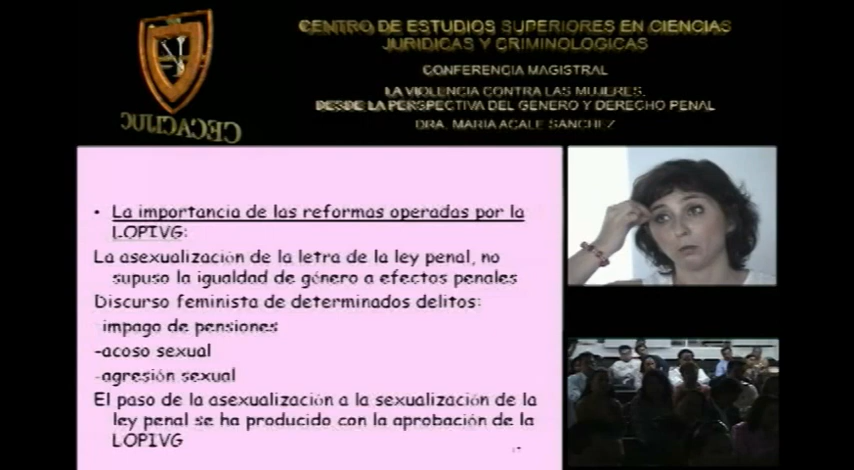 CENTRO DE ESTUDIOS SUPERIORES EN CIENCIAS
JURIDICAS Y CRIMINOLOGICAS
CONFERENCIA MAGISTRAL
LA VIOLENCIA CONTRA LAS MUJERES.
DESDE LA PERSPECTIVA DEL GENERO Y DERECHO PENAL
DRA. MARIA ACALE SANCHEZ
• La importancia de las reformas operadas por la
LOPIVG:
La asexualización de la letra de la ley penal, no
supuso la igualdad de género a efectos penales
Discurso feminista de determinados delitos:
impago de pensiones
-acoso sexual
-agresión sexual
El paso de la asexualización a la sexualización de la
ley penal se ha producido con la aprobación de la
LOPIVG